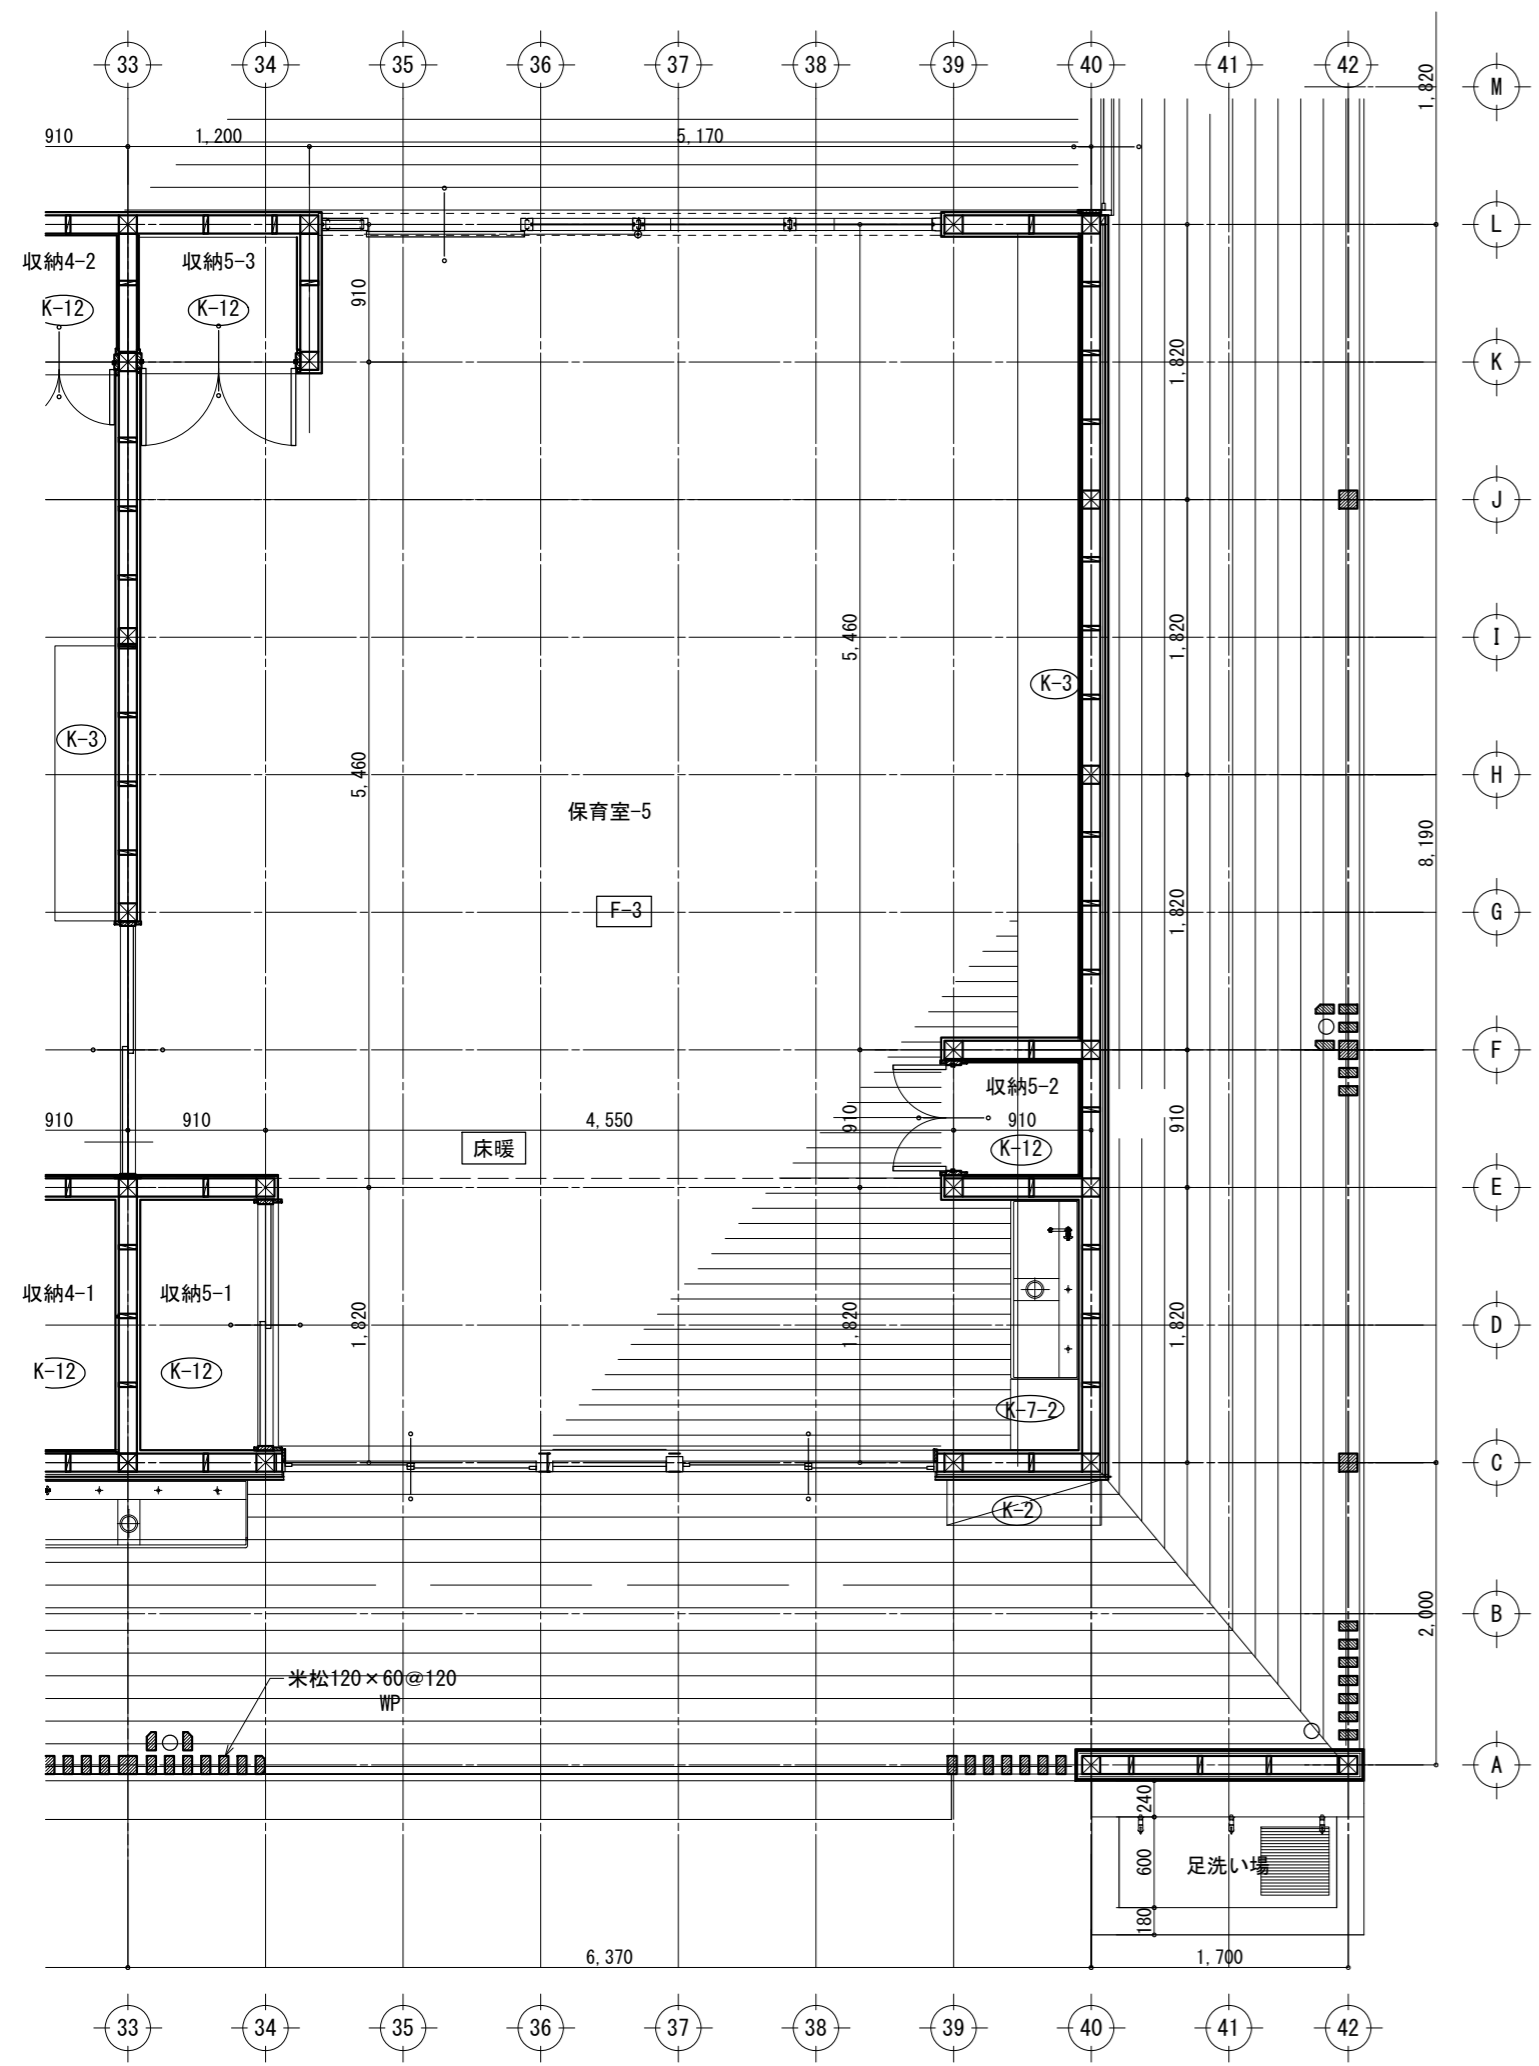 33 34 35 36 37 38 39 40 41 42
M
1,820
910 1,200 5,170
L
収納4-2 収納5-3
K-12 K-12
910
1,820
K
J
5,460
1,820
I
K-3
K-3
5,460
H
保育室-5
8,190
F-3
1,820
G
F
収納5-2
910 910 4,550 910 910 910
床暖
K-12
E
収納4-1 収納5-1
1,820 1,820 1,820
D
K-12 K-12
K-7-2
C
K-2
2,000
B
米松120×60@120
WP
A
240
600
足洗い場
180
6,370 1,700
33 34 35 36 37 38 39 40 41 42